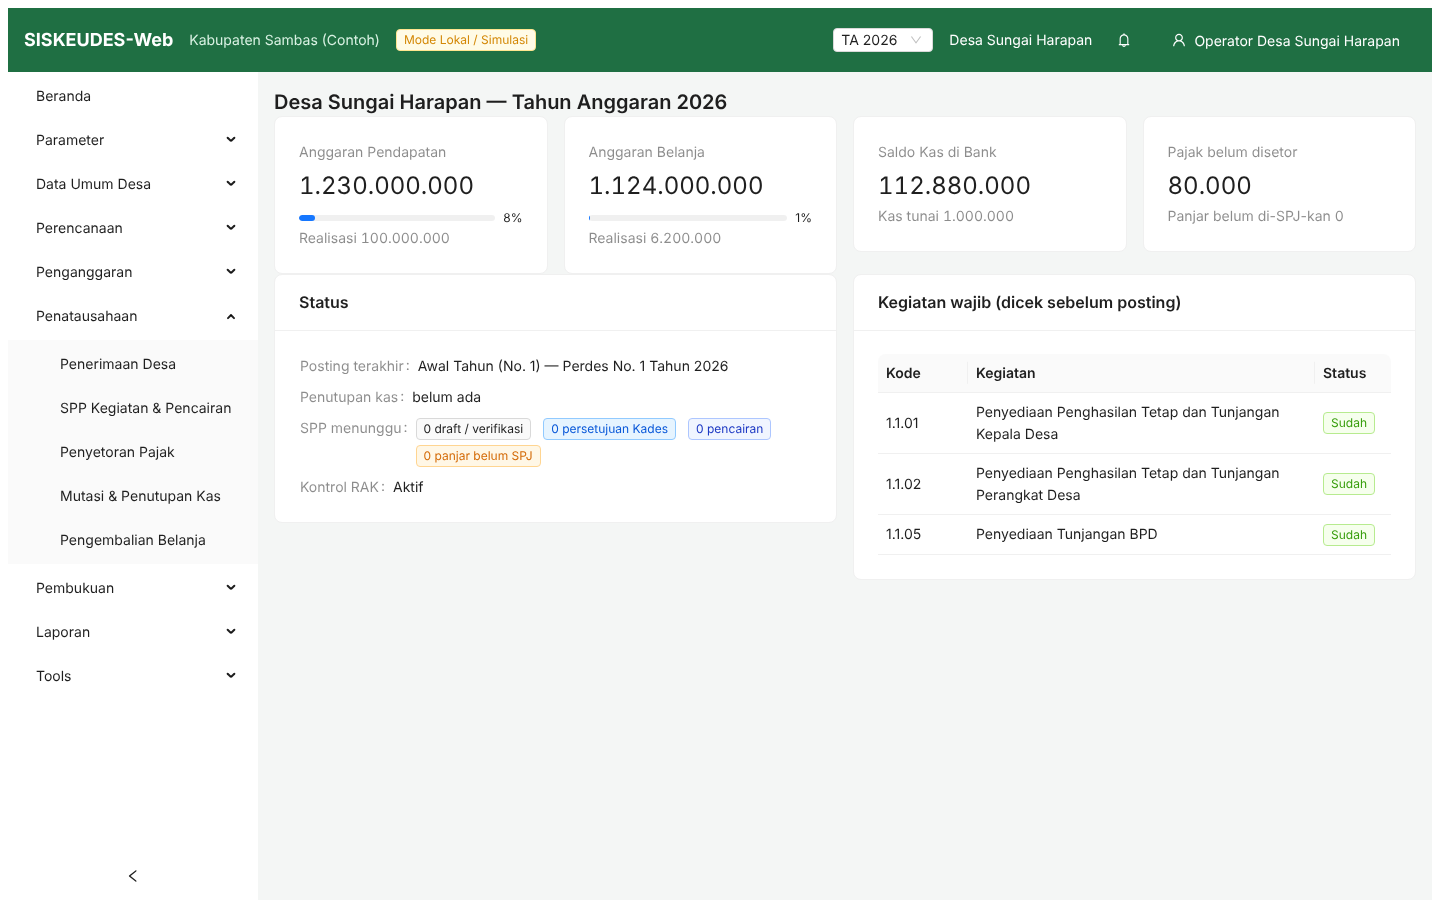 SISKEUDES-Web Kabupaten Sambas (Contoh) Mode Lokal / Simulasi TA 2026 Desa Sungai Harapan Operator Desa Sungai Harapan
Beranda
Parameter
Data Umum Desa
Perencanaan
Penganggaran
Penatausahaan
Penerimaan Desa
SPP Kegiatan & Pencairan
Penyetoran Pajak
Mutasi & Penutupan Kas
Pengembalian Belanja
Pembukuan
Laporan
Tools
Desa Sungai Harapan — Tahun Anggaran 2026
Anggaran Pendapatan
1.230.000.000
8%
Realisasi 100.000.000
Anggaran Belanja
1.124.000.000
1%
Realisasi 6.200.000
Saldo Kas di Bank
112.880.000
Kas tunai 1.000.000
Pajak belum disetor
80.000
Panjar belum di-SPJ-kan 0
Status
Posting terakhir : Awal Tahun (No. 1) — Perdes No. 1 Tahun 2026
Penutupan kas : belum ada
SPP menunggu : 0 draft / verifikasi 0 persetujuan Kades 0 pencairan
0 panjar belum SPJ
Kontrol RAK : Aktif
Kegiatan wajib (dicek sebelum posting)
Kode Kegiatan Status
1.1.01 Penyediaan Penghasilan Tetap dan Tunjangan Kepala Desa Sudah
1.1.02 Penyediaan Penghasilan Tetap dan Tunjangan Perangkat Desa Sudah
1.1.05 Penyediaan Tunjangan BPD Sudah